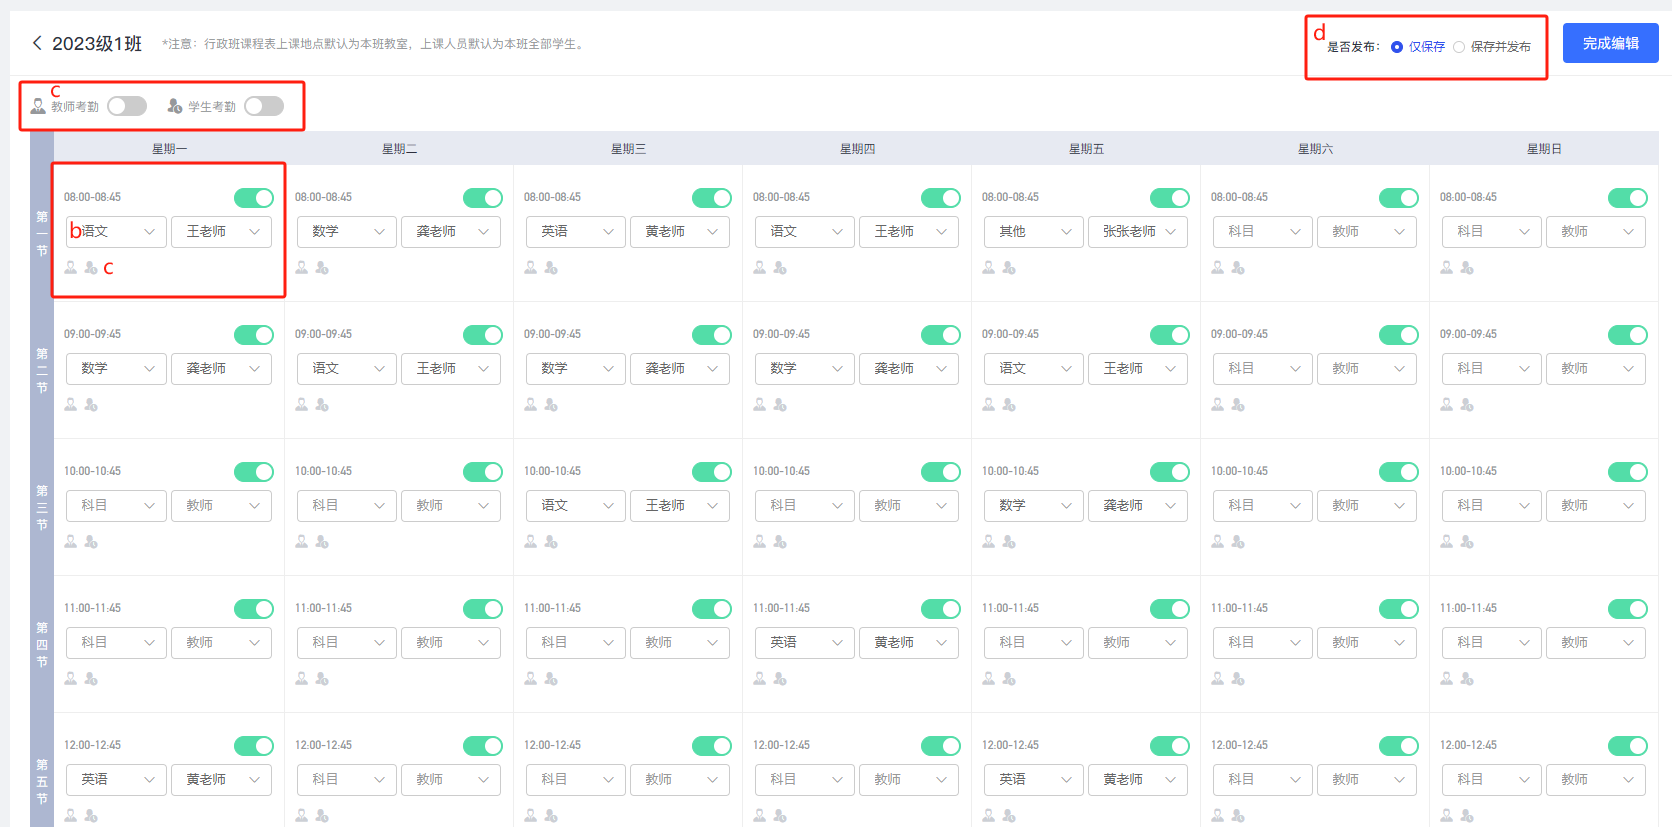 2023级1班 *注意：行政班课程表上课地点默认为本班教室，上课人员默认为本班全部学生。 d 是否发布： 仅保存 保存并发布 完成编辑
c
教师考勤 学生考勤
星期一 星期二 星期三 星期四 星期五 星期六 星期日
第一节
08:00-08:45 08:00-08:45 08:00-08:45 08:00-08:45 08:00-08:45 08:00-08:45 08:00-08:45
b 语文 王老师 数学 龚老师 英语 黄老师 语文 王老师 其他 张张老师 科目 教师 科目 教师
c
第二节
09:00-09:45 09:00-09:45 09:00-09:45 09:00-09:45 09:00-09:45 09:00-09:45 09:00-09:45
数学 龚老师 语文 王老师 数学 龚老师 数学 龚老师 语文 王老师 科目 教师 科目 教师
第三节
10:00-10:45 10:00-10:45 10:00-10:45 10:00-10:45 10:00-10:45 10:00-10:45 10:00-10:45
科目 教师 科目 教师 语文 王老师 科目 教师 数学 龚老师 科目 教师 科目 教师
第四节
11:00-11:45 11:00-11:45 11:00-11:45 11:00-11:45 11:00-11:45 11:00-11:45 11:00-11:45
科目 教师 科目 教师 科目 教师 英语 黄老师 科目 教师 科目 教师 科目 教师
第五节
12:00-12:45 12:00-12:45 12:00-12:45 12:00-12:45 12:00-12:45 12:00-12:45 12:00-12:45
英语 黄老师 科目 教师 科目 教师 科目 教师 英语 黄老师 科目 教师 科目 教师